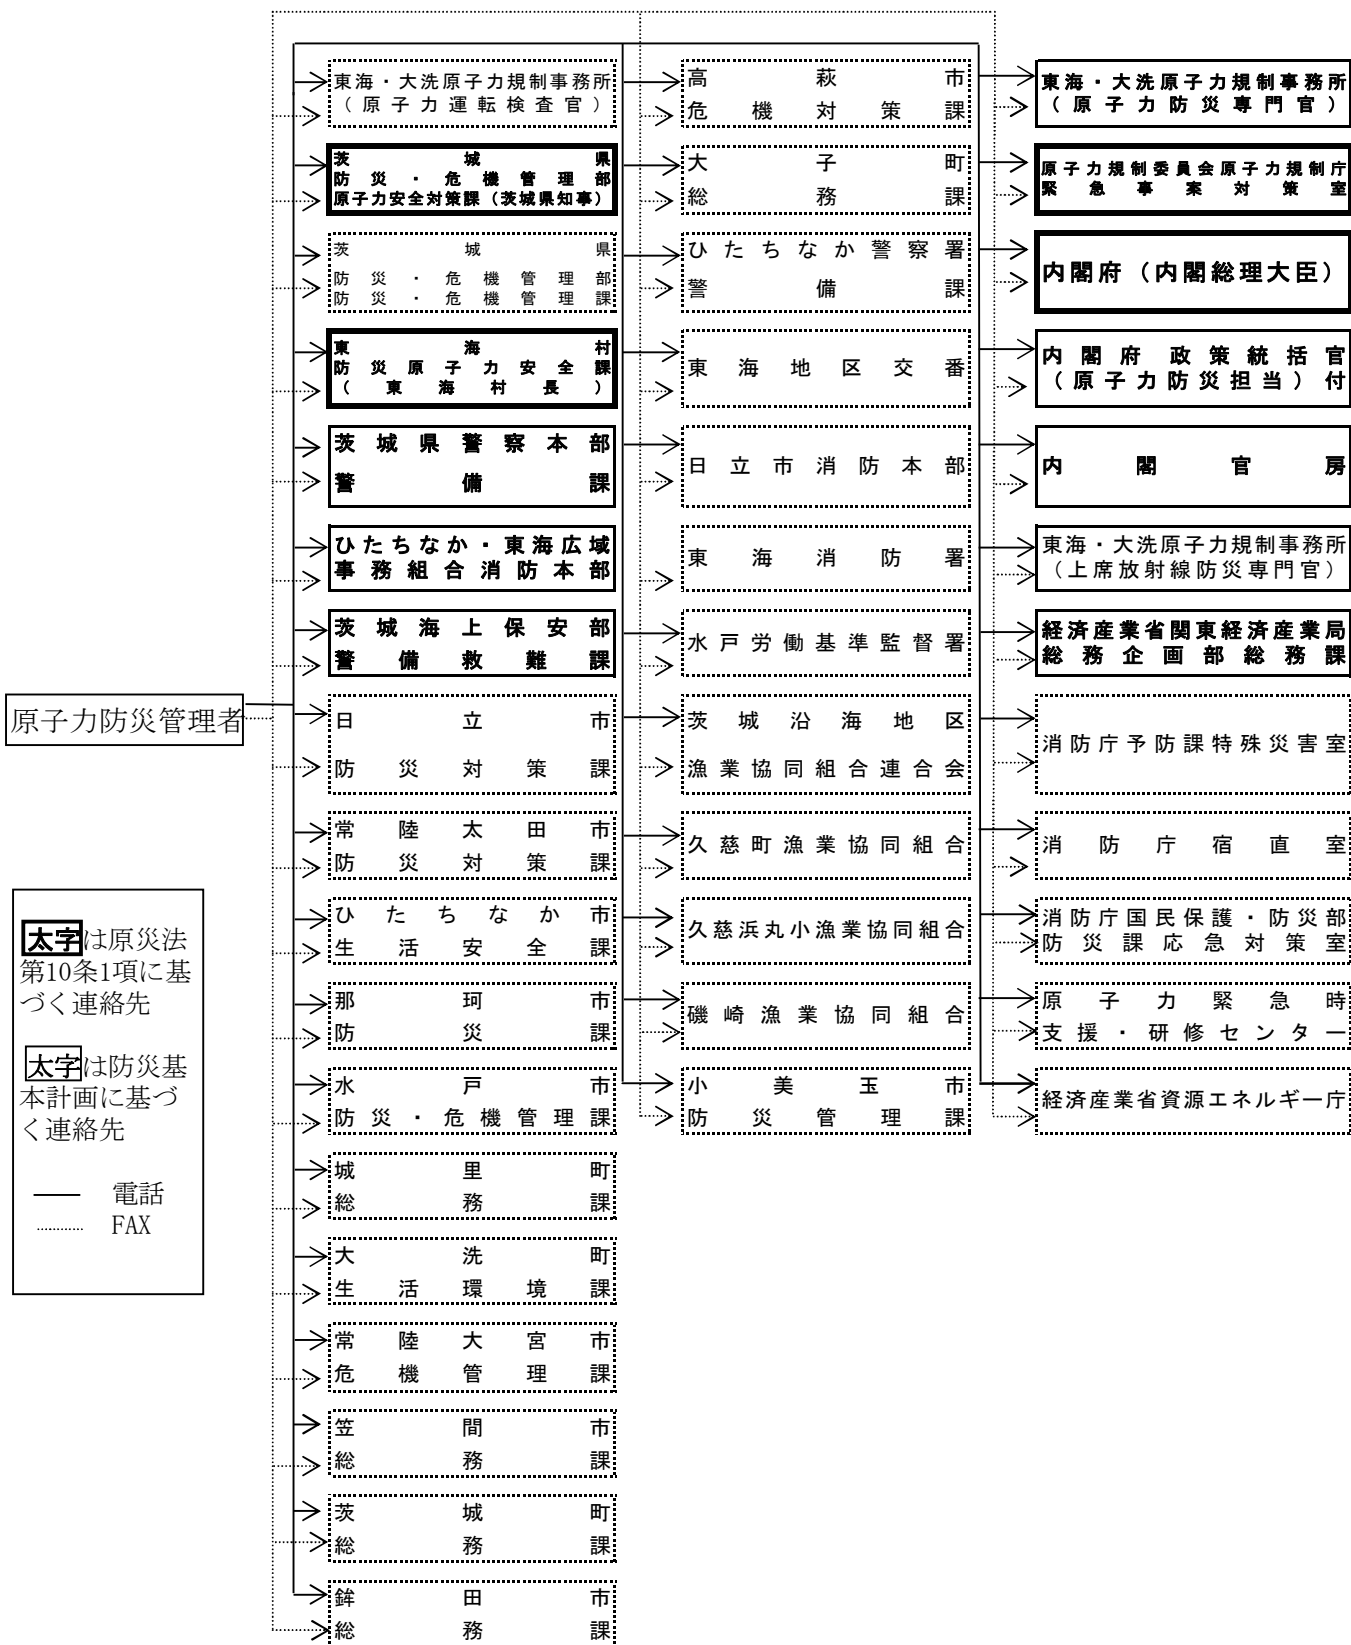 東海・大洗原子力規制事務所
(原子力運転検査官)
茨城県
防災・危機管理部
原子力安全対策課(茨城県知事)
茨城県
防災・危機管理部
防災・危機管理課
東海村
防災原子力安全課
(東海村長)
茨城県警察本部
警備課
ひたちなか・東海広域
事務組合消防本部
茨城海上保安部
警備救難課
原子力防災管理者
日立市
防災対策課
常陸太田市
防災対策課
ひたちなか市
生活安全課
那珂市
防災課
水戸市
防災・危機管理課
城里町
総務課
大洗町
生活環境課
常陸大宮市
危機管理課
笠間市
総務課
茨城町
総務課
鉾田市
総務課
高萩市
危機対策課
大子町
総務課
ひたちなか警察署
警備課
東海地区交番
日立市消防本部
東海消防署
水戸労働基準監督署
茨城沿海地区
漁業協同組合連合会
久慈町漁業協同組合
久慈浜丸小漁業協同組合
磯崎漁業協同組合
小美玉市
防災管理課
東海・大洗原子力規制事務所
(原子力防災専門官)
原子力規制委員会原子力規制庁
緊急事案対策室
内閣府(内閣総理大臣)
内閣府政策統括官
(原子力防災担当)付
内閣官房
東海・大洗原子力規制事務所
(上席放射線防災専門官)
経済産業省関東経済産業局
総務企画部総務課
消防庁予防課特殊災害室
消防庁宿直室
消防庁国民保護・防災部
防災課応急対策室
原子力緊急時
支援・研修センター
経済産業省資源エネルギー庁
太字は原災法
第10条1項に基
づく連絡先
太字は防災基
本計画に基づ
く連絡先
電話
FAX